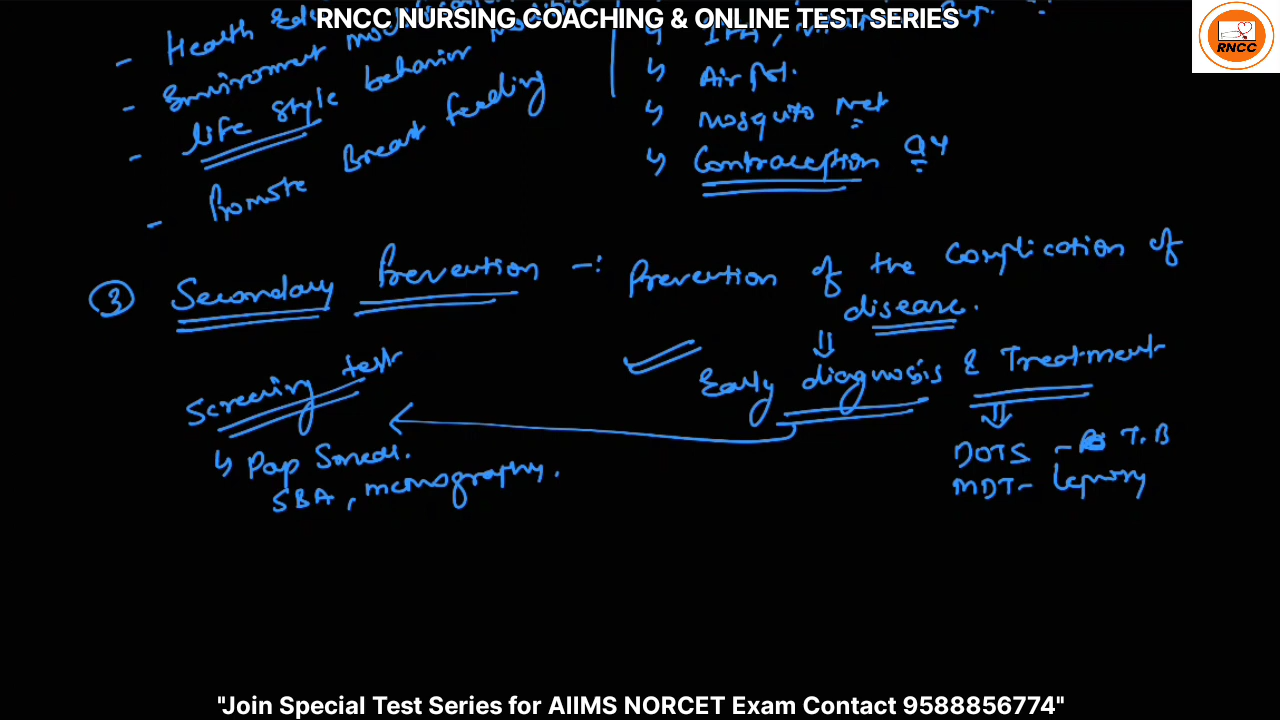 RNCC NURSING COACHING & ONLINE TEST SERIES
RNCC
- Health
- Environment
- life style behavior
- Promote Breast feeding
↳ Air Pol.
↳ Mosquito Net
↳ Contraception
③ Secondary Prevention -: Prevention of the Complication of
disease.
⇓
Early diagnosis & Treatment
⇓
DOTS - T.B
MDT - Leprosy
Screening test
↳ Pap Smear.
SBA, memography.
"Join Special Test Series for AIIMS NORCET Exam Contact 9588856774"